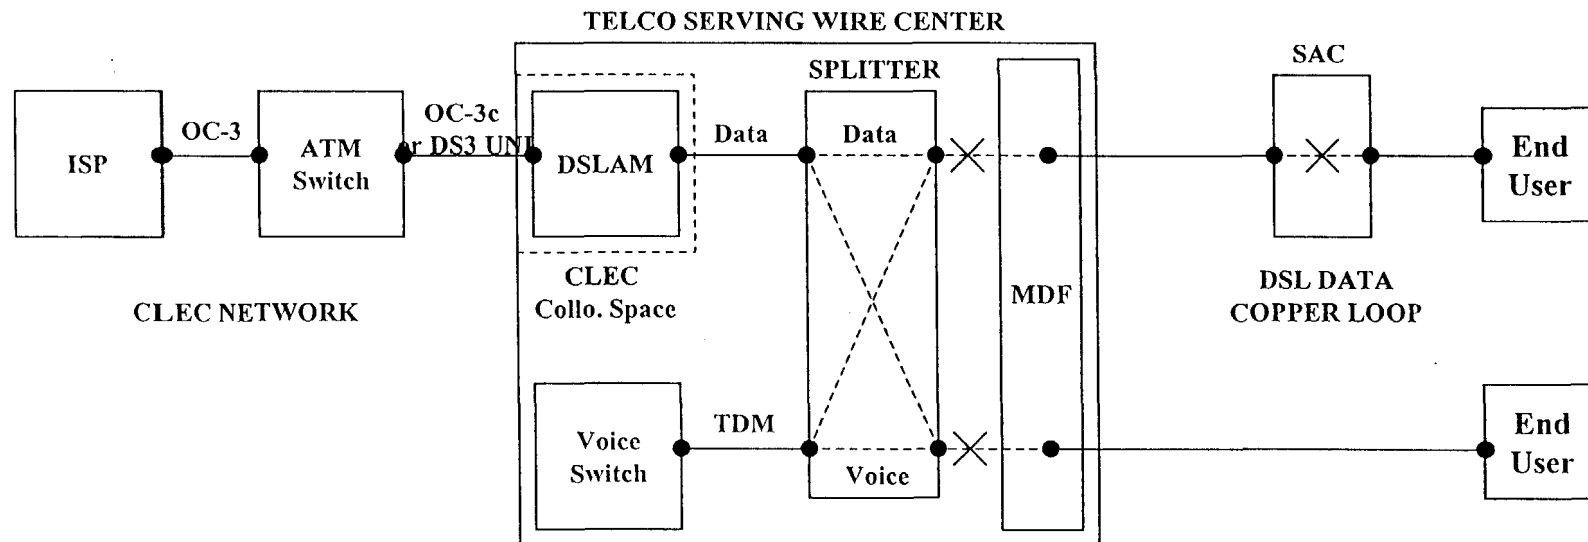 TELCO SERVING WIRE CENTER
SPLITTER
SAC
OC-3c
or DS3 UNI
OC-3
ISP
ATM
Switch
DSLAM
Data
Data
End
User
CLEC NETWORK
CLEC
Collo. Space
MDF
DSL DATA
COPPER LOOP
Voice
Switch
TDM
Voice
End
User